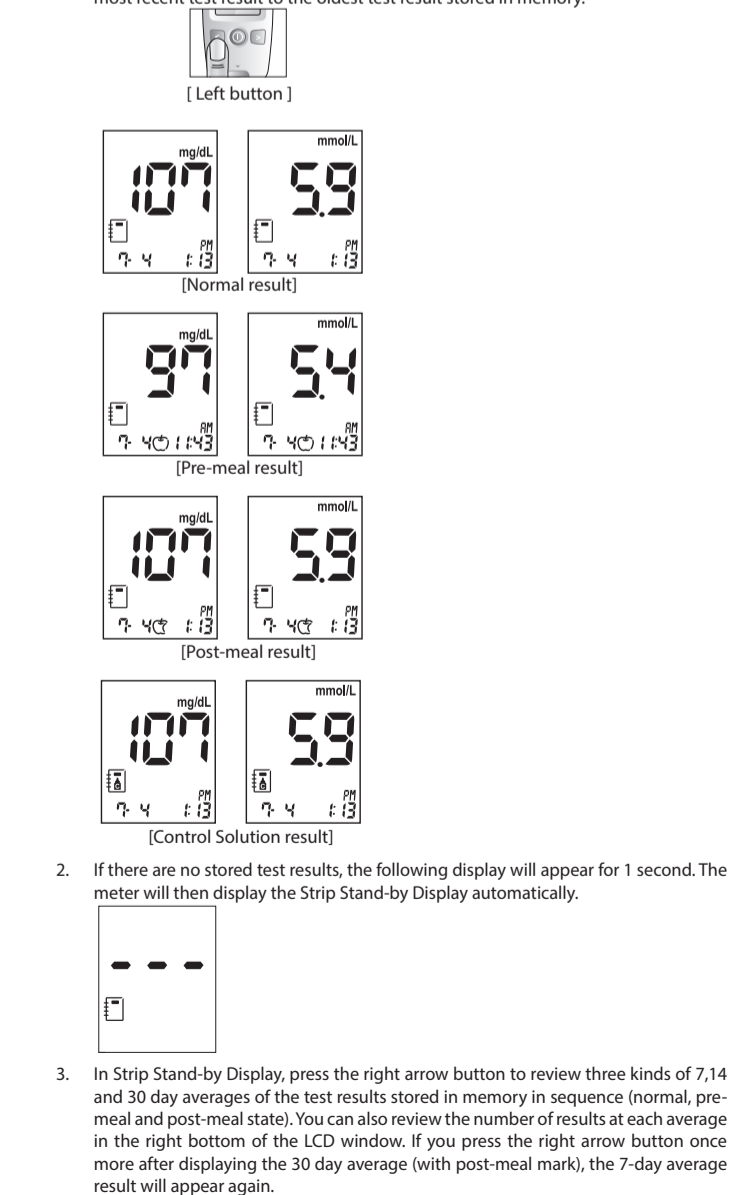 most recent test result to the oldest test result stored in memory.
[ Left button ]
mg/dL mmol/L
107 5.9
PM PM
7- 4 1:13 7- 4 1:13
[Normal result]
mg/dL mmol/L
97 5.4
AM AM
7- 4 11:43 7- 4 11:43
[Pre-meal result]
mg/dL mmol/L
107 5.9
PM PM
7- 4 1:13 7- 4 1:13
[Post-meal result]
mg/dL mmol/L
107 5.9
PM PM
7- 4 1:13 7- 4 1:13
[Control Solution result]
2. If there are no stored test results, the following display will appear for 1 second. The
meter will then display the Strip Stand-by Display automatically.
- - -
3. In Strip Stand-by Display, press the right arrow button to review three kinds of 7,14
and 30 day averages of the test results stored in memory in sequence (normal, pre-
meal and post-meal state). You can also review the number of results at each average
in the right bottom of the LCD window. If you press the right arrow button once
more after displaying the 30 day average (with post-meal mark), the 7-day average
result will appear again.